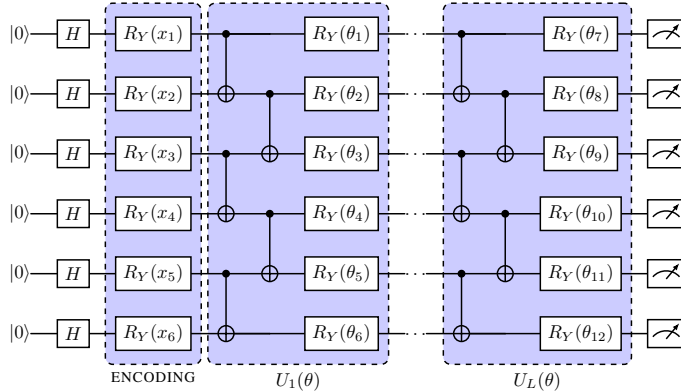 |0⟩ H R_Y(x_1) R_Y(θ_1) ... R_Y(θ_7)
|0⟩ H R_Y(x_2) R_Y(θ_2) ... R_Y(θ_8)
|0⟩ H R_Y(x_3) R_Y(θ_3) ... R_Y(θ_9)
|0⟩ H R_Y(x_4) R_Y(θ_4) ... R_Y(θ_10)
|0⟩ H R_Y(x_5) R_Y(θ_5) ... R_Y(θ_11)
|0⟩ H R_Y(x_6) R_Y(θ_6) ... R_Y(θ_12)
ENCODING U_1(θ) U_L(θ)